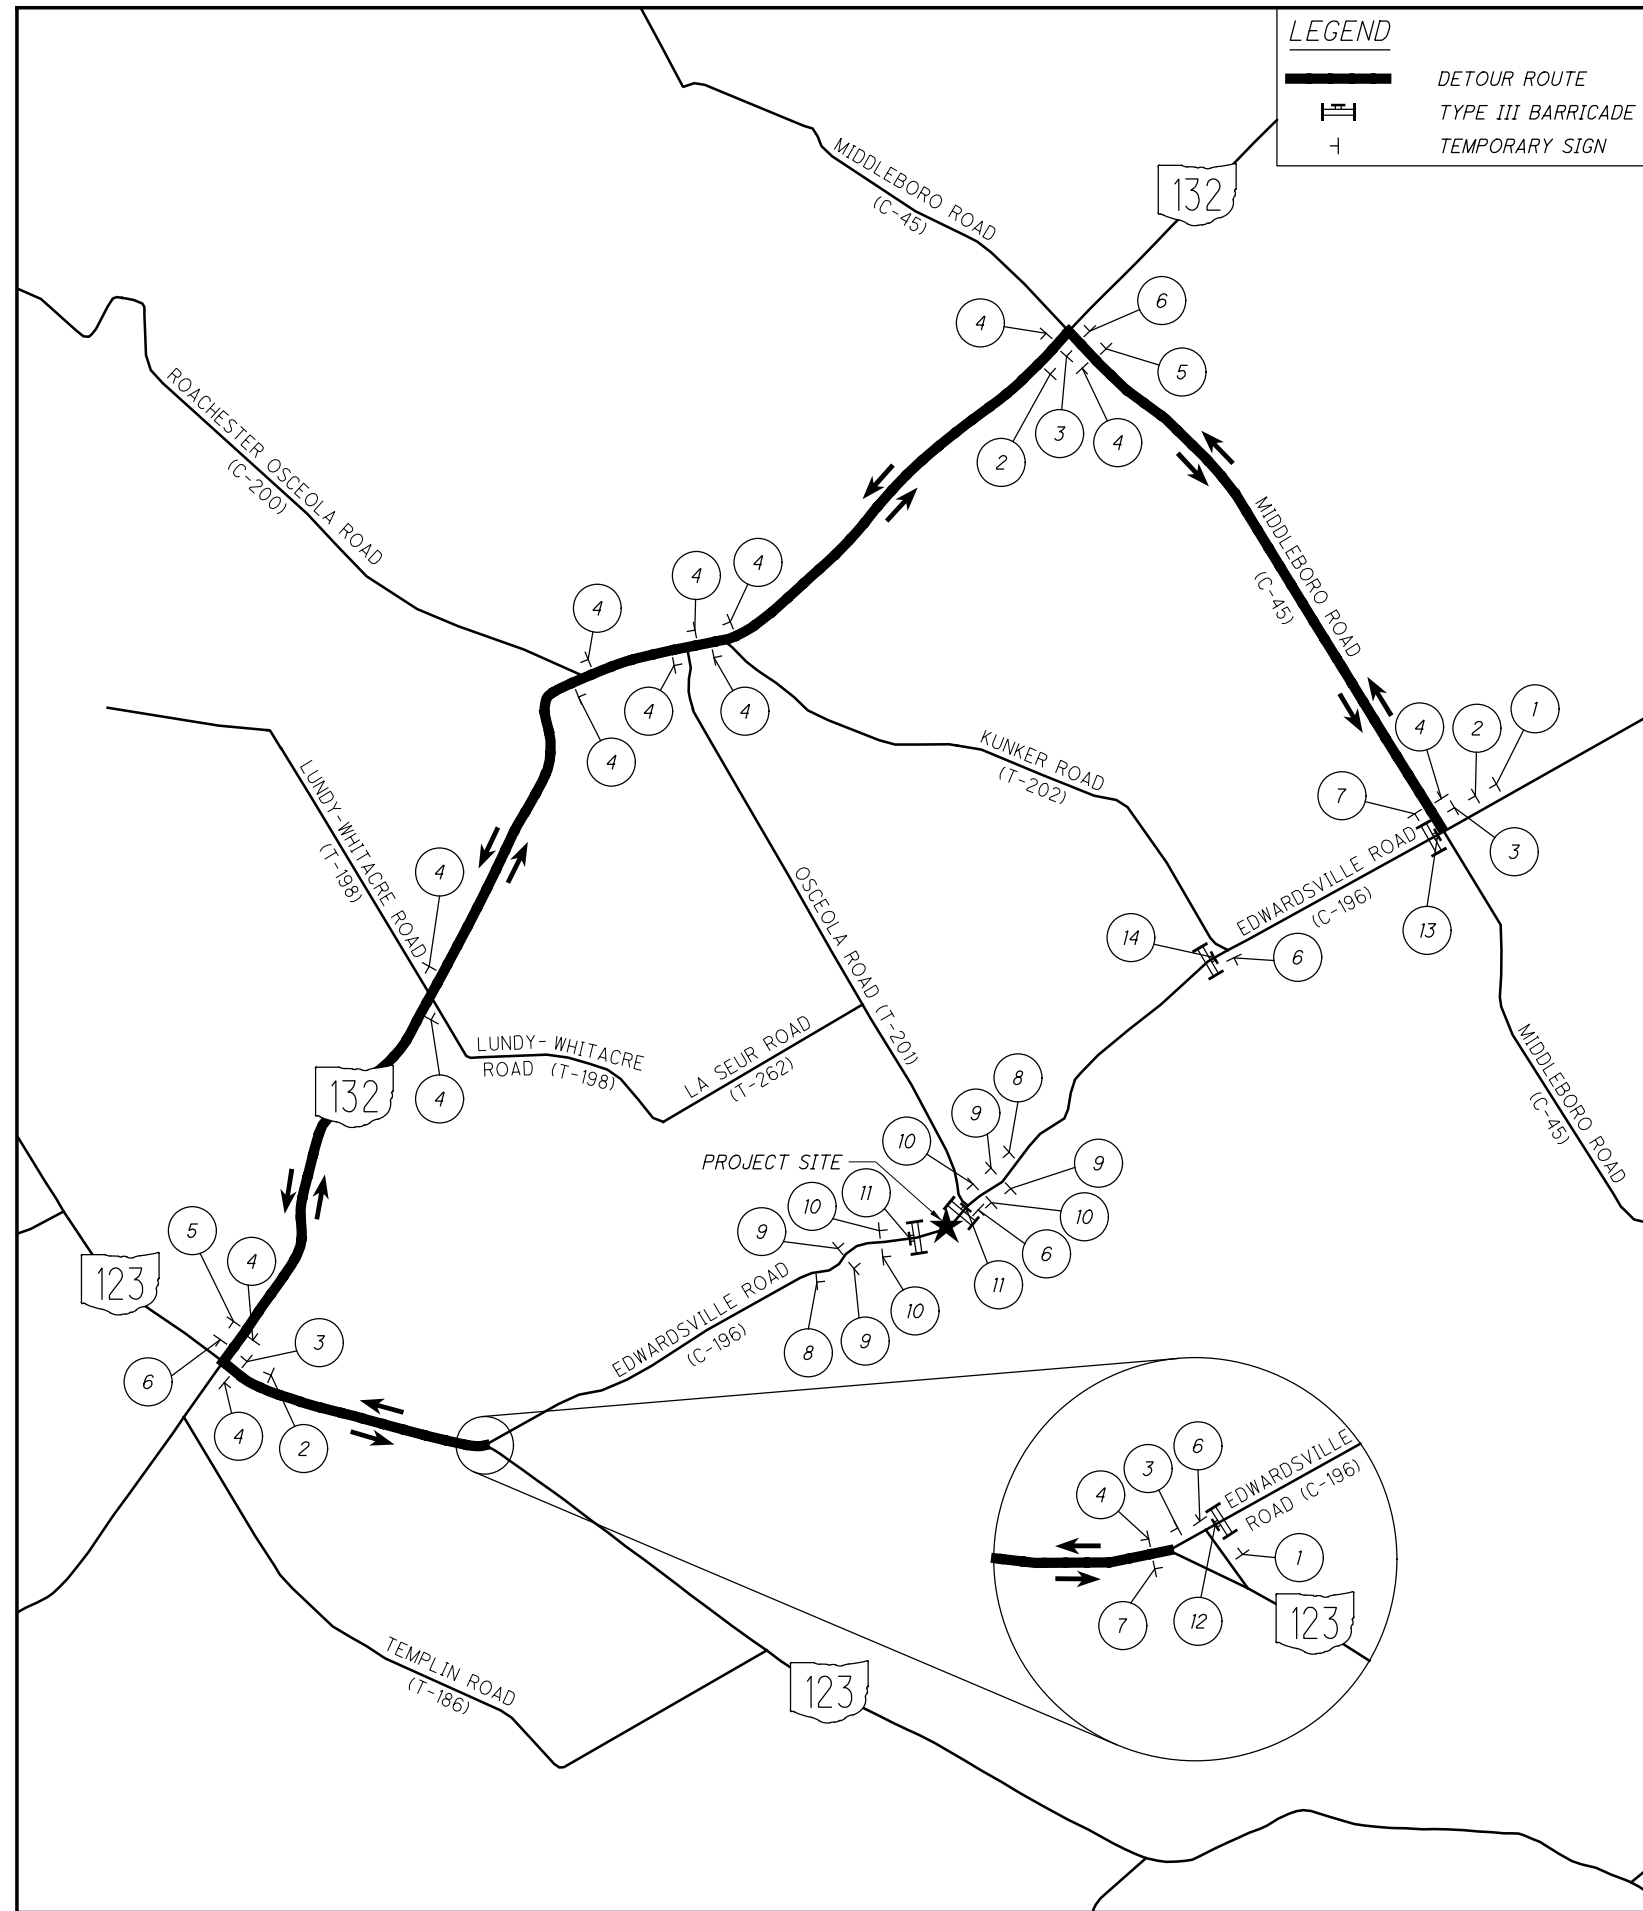 LEGEND
DETOUR ROUTE
TYPE III BARRICADE
TEMPORARY SIGN
MIDDLEBORO ROAD
(C-45)
132
6
4
5
3
4
2
ROACHESTER OSCEOLA ROAD
(C-200)
MIDDLEBORO ROAD
(C-45)
4
4
4
4
4
4
KUNKER ROAD
(T-202)
1
2
4
7
3
13
LUNDY-WHITACRE ROAD
(T-198)
4
OSCEOLA ROAD (T-201)
EDWARDSVILLE ROAD
(C-196)
14
6
LUNDY-WHITACRE
ROAD (T-198)
LA SEUR ROAD
(T-262)
132
4
MIDDLEBORO ROAD
(C-45)
8
9
10
9
PROJECT SITE
11
10
10
9
6
11
10
9
8
EDWARDSVILLE ROAD
(C-196)
5
4
123
3
6
4
2
6
3
4
EDWARDSVILLE
ROAD (C-196)
1
12
7
123
TEMPLIN ROAD
(T-186)
123